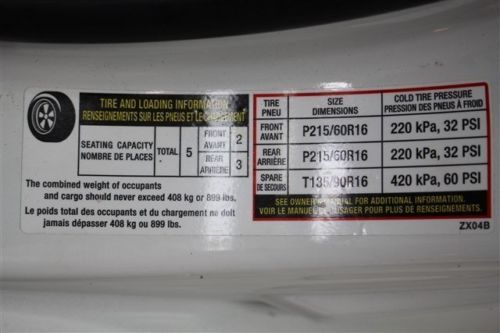 TIRE AND LOADING INFORMATION
RENSEIGNEMENTS SUR LES PNEUS ET LE CHARGEMENT
SEATING CAPACITY
NOMBRE DE PLACES
TOTAL 5
FRONT
AVANT 2
REAR
ARRIÈRE 3
The combined weight of occupants
and cargo should never exceed 408 kg or 899 lbs.
Le poids total des occupants et du chargement ne doit
jamais dépasser 408 kg ou 899 lbs.
TIRE
PNEU
SIZE
DIMENSIONS
COLD TIRE PRESSURE
PRESSION DES PNEUS À FROID
FRONT
AVANT
P215/60R16
220 kPa, 32 PSI
REAR
ARRIÈRE
P215/60R16
220 kPa, 32 PSI
SPARE
DE SECOURS
T135/90R16
420 kPa, 60 PSI
SEE OWNER'S MANUAL FOR ADDITIONAL INFORMATION
VOIR LE MANUEL DE L'USAGER POUR PLUS DE RENSEIGNEMENTS
ZX04B